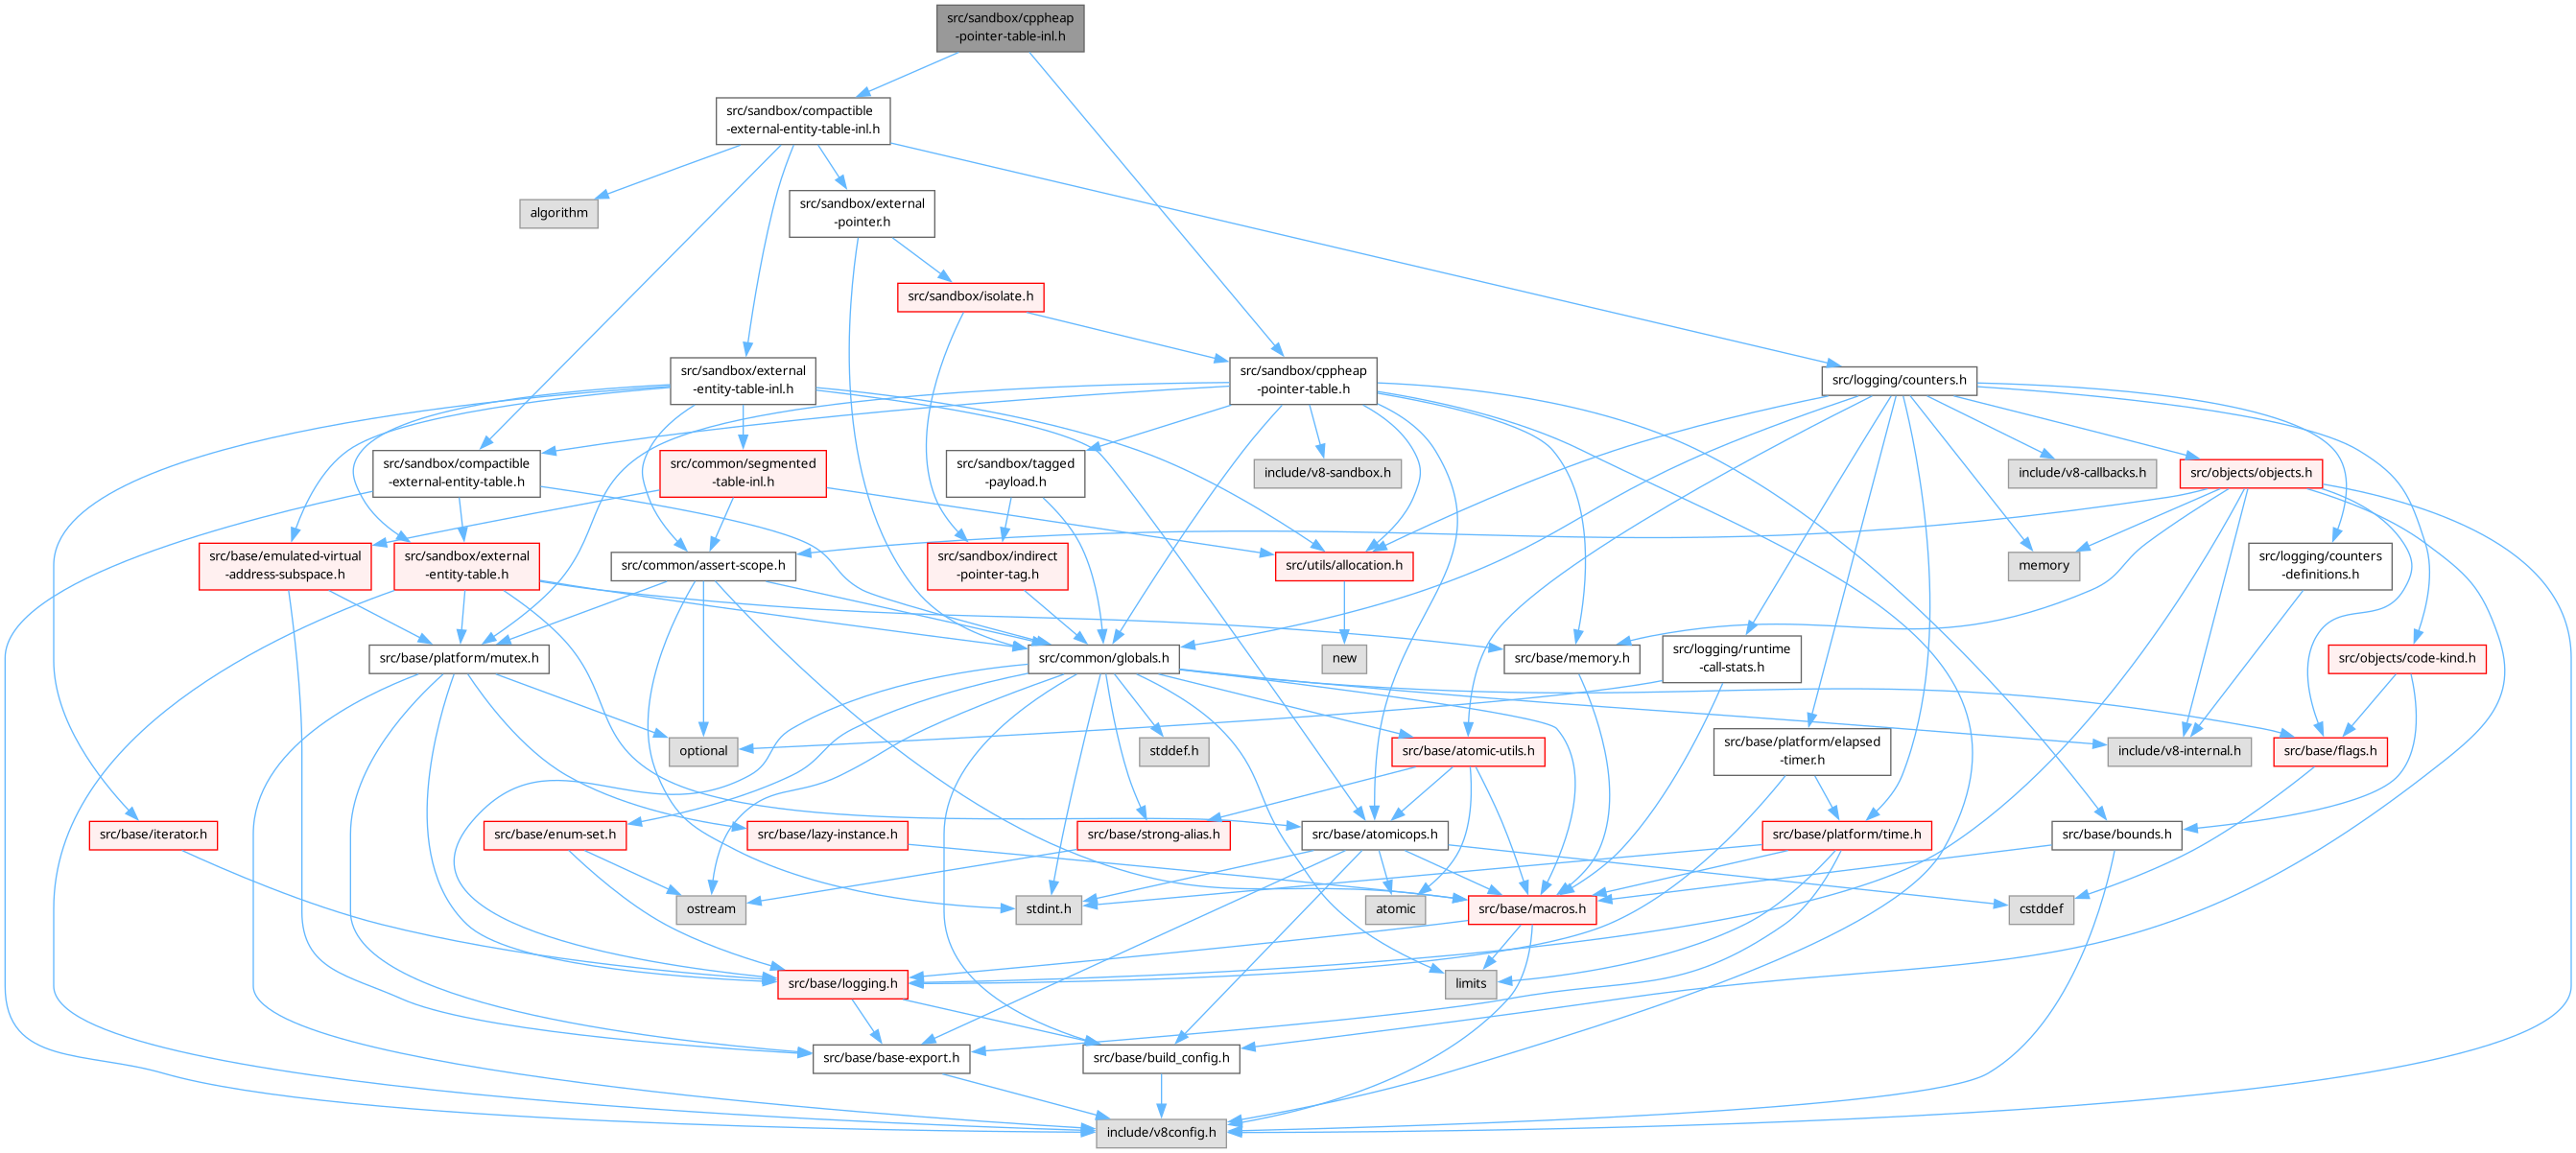 src/sandbox/cppheap
-pointer-table-inl.h
src/sandbox/compactible
-external-entity-table-inl.h
algorithm
src/sandbox/external
-pointer.h
src/sandbox/isolate.h
src/sandbox/external
-entity-table-inl.h
src/sandbox/cppheap
-pointer-table.h
src/logging/counters.h
src/sandbox/compactible
-external-entity-table.h
src/common/segmented
-table-inl.h
src/sandbox/tagged
-payload.h
include/v8-sandbox.h
include/v8-callbacks.h
src/objects/objects.h
src/base/emulated-virtual
-address-subspace.h
src/sandbox/external
-entity-table.h
src/common/assert-scope.h
src/sandbox/indirect
-pointer-tag.h
src/utils/allocation.h
memory
src/logging/counters
-definitions.h
src/base/platform/mutex.h
src/common/globals.h
new
src/base/memory.h
src/logging/runtime
-call-stats.h
src/objects/code-kind.h
optional
stddef.h
src/base/atomic-utils.h
src/base/platform/elapsed
-timer.h
include/v8-internal.h
src/base/flags.h
src/base/iterator.h
src/base/enum-set.h
src/base/lazy-instance.h
src/base/strong-alias.h
src/base/atomicops.h
src/base/platform/time.h
src/base/bounds.h
ostream
stdint.h
atomic
src/base/macros.h
cstddef
src/base/logging.h
limits
src/base/base-export.h
src/base/build_config.h
include/v8config.h